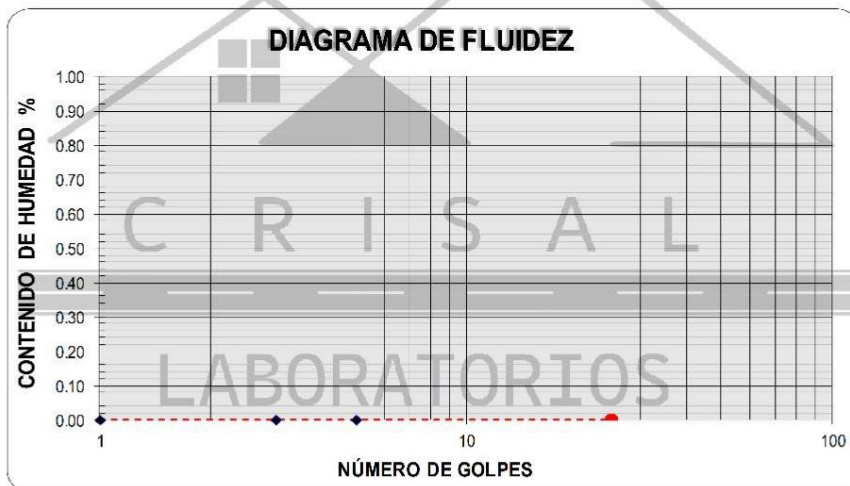 DIAGRAMA DE FLUIDEZ
CONTENIDO DE HUMEDAD %
1.00
0.90
0.80
0.70
0.60
0.50
0.40
0.30
0.20
0.10
0.00
C R I S A L
LABORATORIOS
1 10 100
NÚMERO DE GOLPES